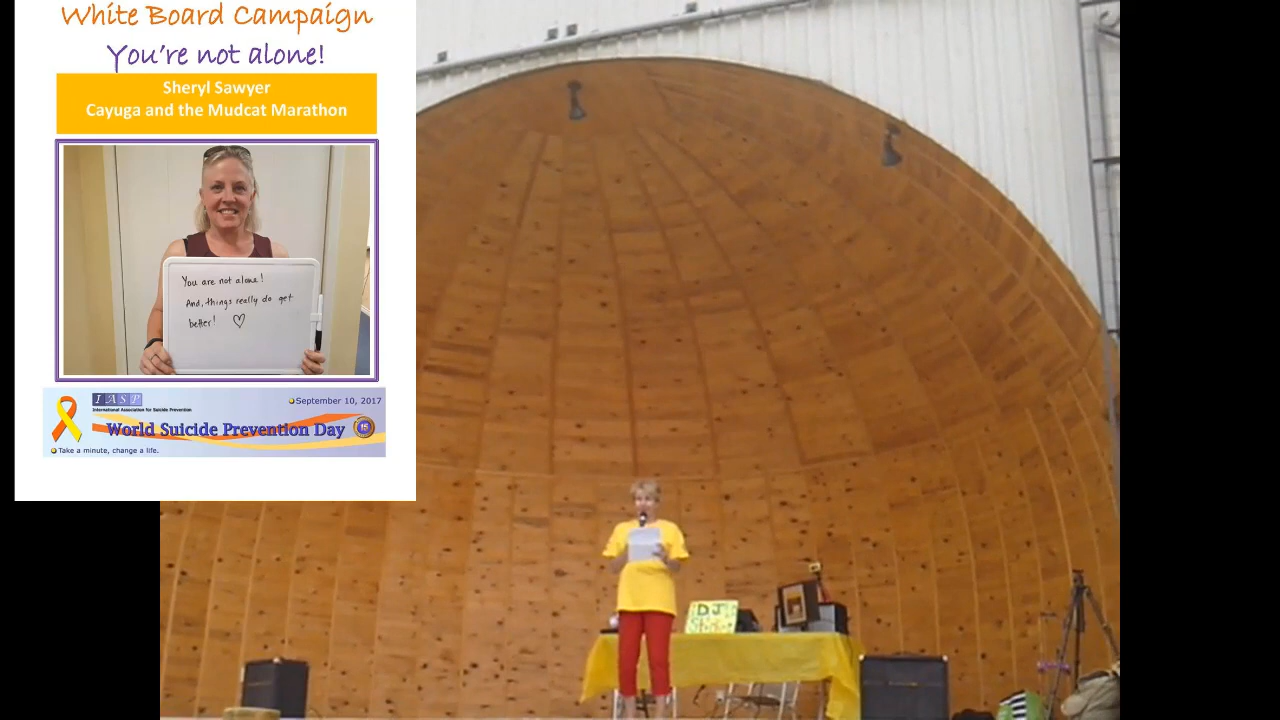 White Board Campaign
You're not alone!
Sheryl Sawyer
Cayuga and the Mudcat Marathon
You are not alone!
And, things really do get
better! ♡
IASP
International Association for Suicide Prevention
September 10, 2017
World Suicide Prevention Day
15
Take a minute, change a life.
DJ